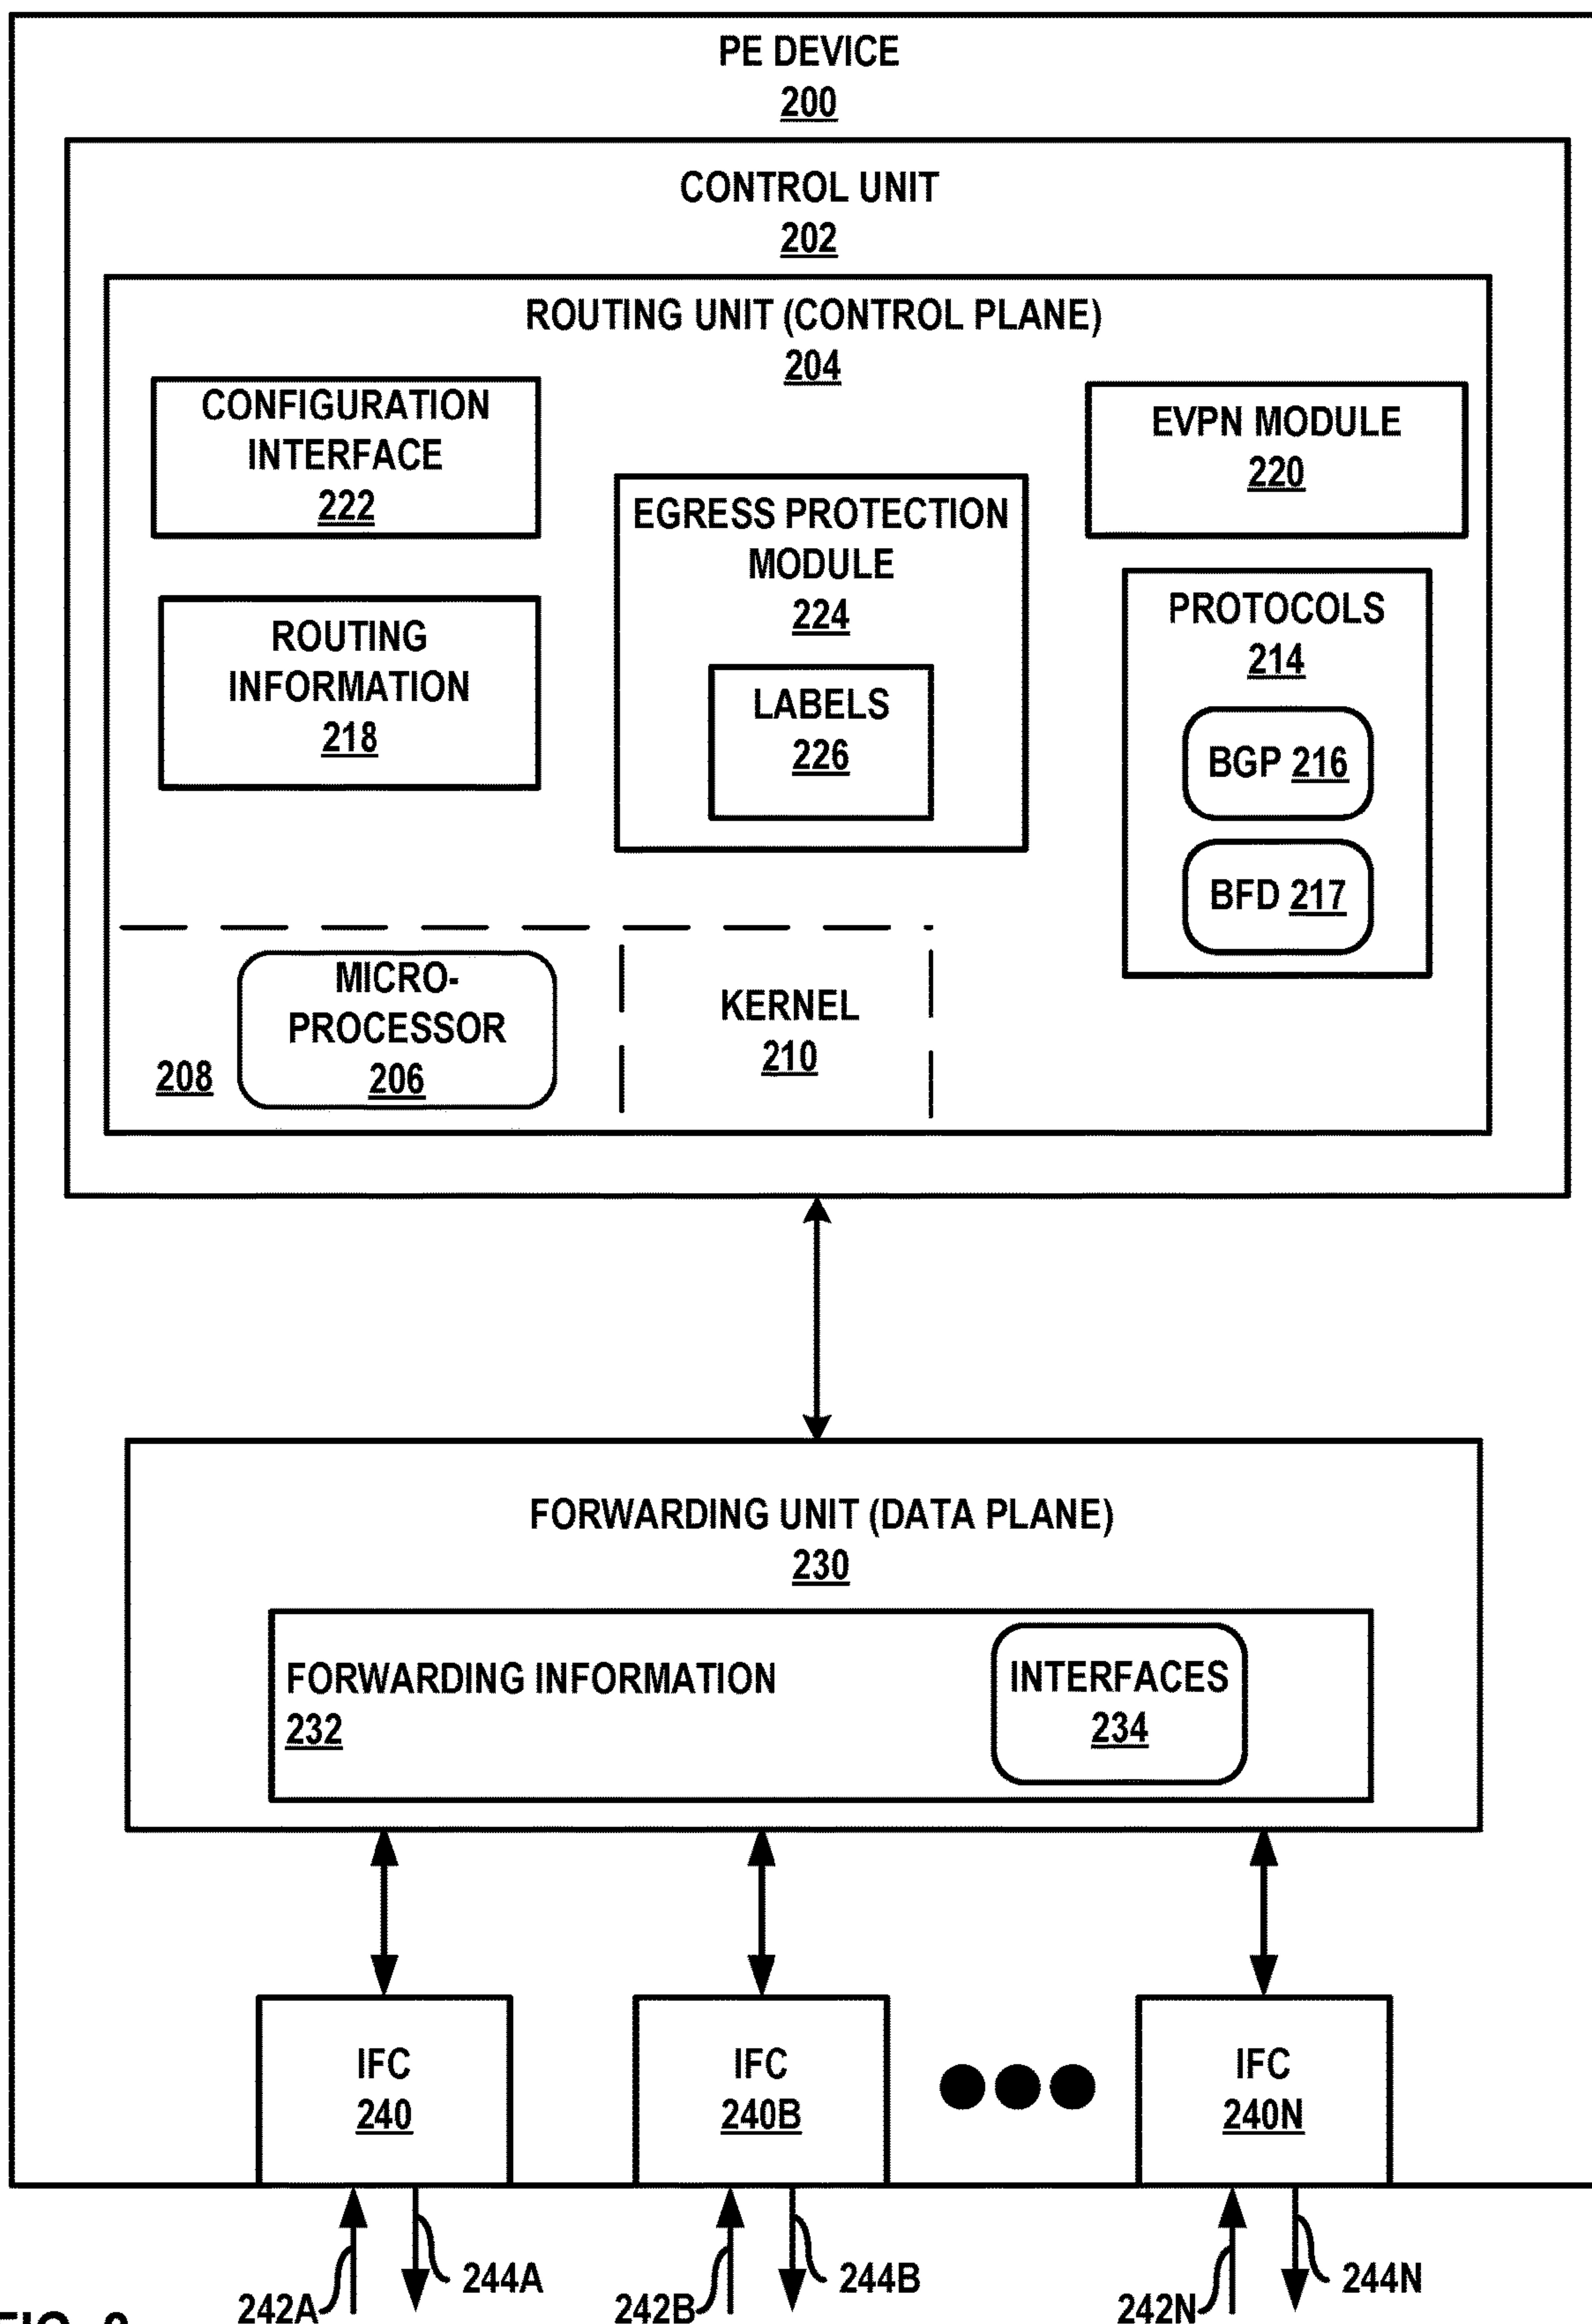 PE DEVICE
200
CONTROL UNIT
202
ROUTING UNIT (CONTROL PLANE)
204
CONFIGURATION
INTERFACE
222
EVPN MODULE
220
EGRESS PROTECTION
MODULE
224
LABELS
226
ROUTING
INFORMATION
218
PROTOCOLS
214
BGP 216
BFD 217
MICRO-
PROCESSOR
206
208
KERNEL
210
FORWARDING UNIT (DATA PLANE)
230
FORWARDING INFORMATION
232
INTERFACES
234
IFC
240
IFC
240B
IFC
240N
242A
244A
242B
244B
242N
244N